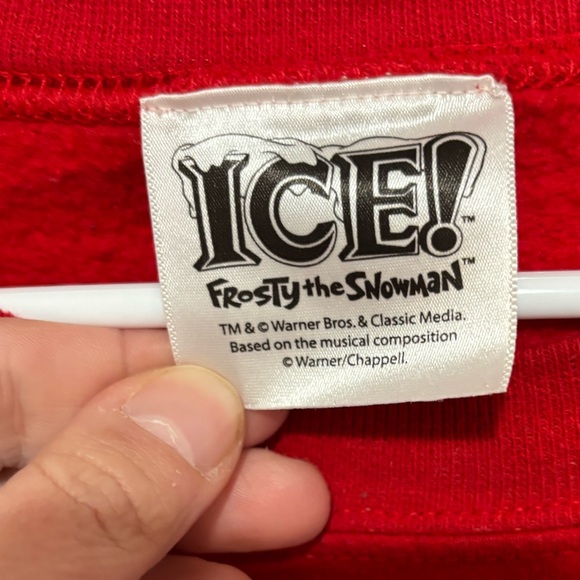 ICE!™
FROSTY the SNOWMAN™
TM & © Warner Bros. & Classic Media.
Based on the musical composition
© Warner/Chappell.